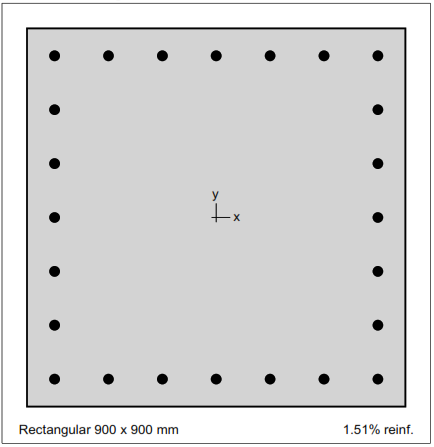 y
x
Rectangular 900 x 900 mm
1.51% reinf.